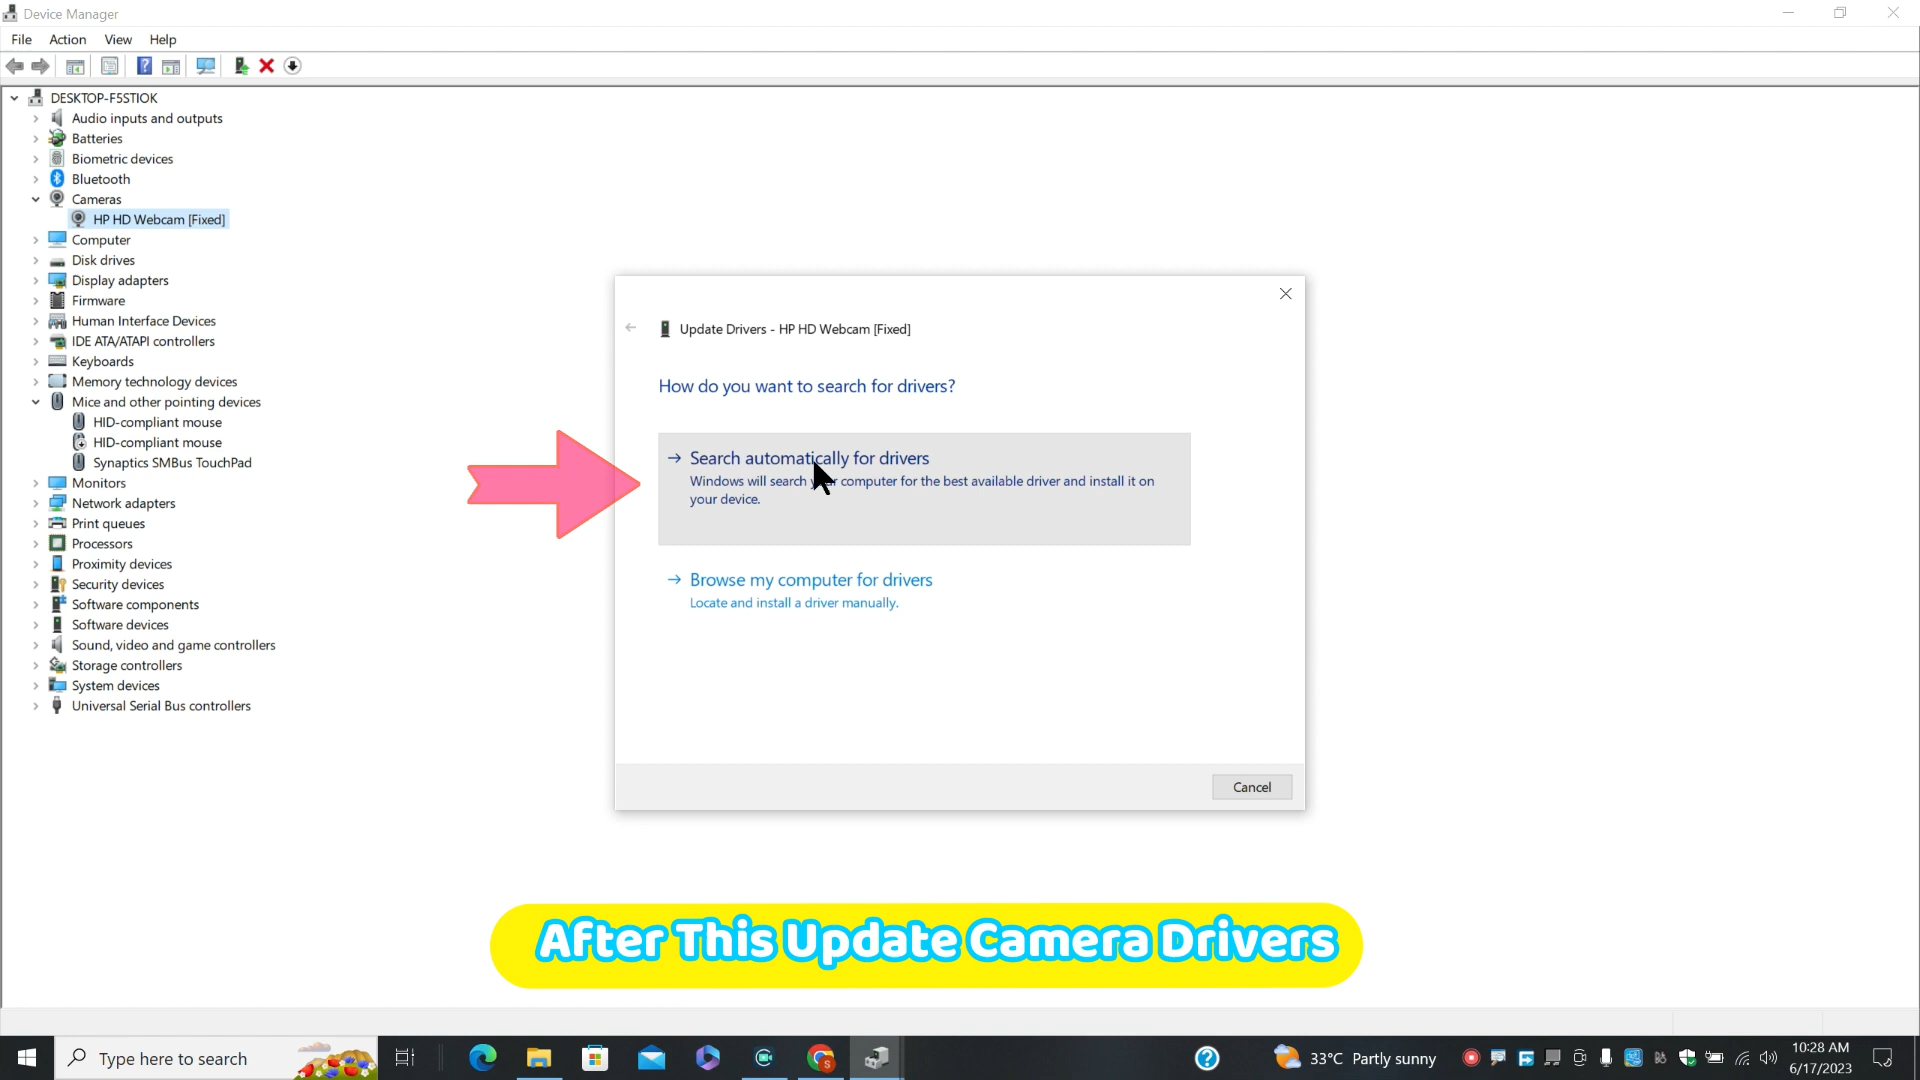 Device Manager
File Action View Help
DESKTOP-F5STIOK
Audio inputs and outputs
Batteries
Biometric devices
Bluetooth
Cameras
HP HD Webcam [Fixed]
Computer
Disk drives
Display adapters
Firmware
Human Interface Devices
IDE ATA/ATAPI controllers
Keyboards
Memory technology devices
Mice and other pointing devices
HID-compliant mouse
HID-compliant mouse
Synaptics SMBus TouchPad
Monitors
Network adapters
Print queues
Processors
Proximity devices
Security devices
Software components
Software devices
Sound, video and game controllers
Storage controllers
System devices
Universal Serial Bus controllers
Update Drivers - HP HD Webcam [Fixed]
How do you want to search for drivers?
Search automatically for drivers
Windows will search your computer for the best available driver and install it on
your device.
Browse my computer for drivers
Locate and install a driver manually.
Cancel
After This Update Camera Drivers
Type here to search
33°C Partly sunny
10:28 AM
6/17/2023